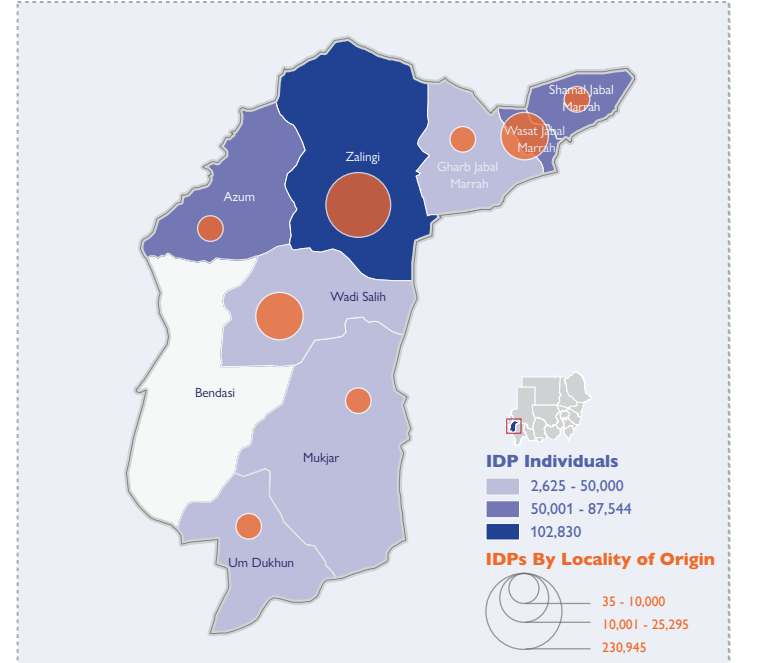 Shamal Jabal
Marrah
Wasat Jabal
Marrah
Zalingi
Gharb Jabal
Marrah
Azum
Wadi Salih
Bendasi
Mukjar
Um Dukhun
IDP Individuals
2,625 - 50,000
50,001 - 87,544
102,830
IDPs By Locality of Origin
35 - 10,000
10,001 - 25,295
230,945